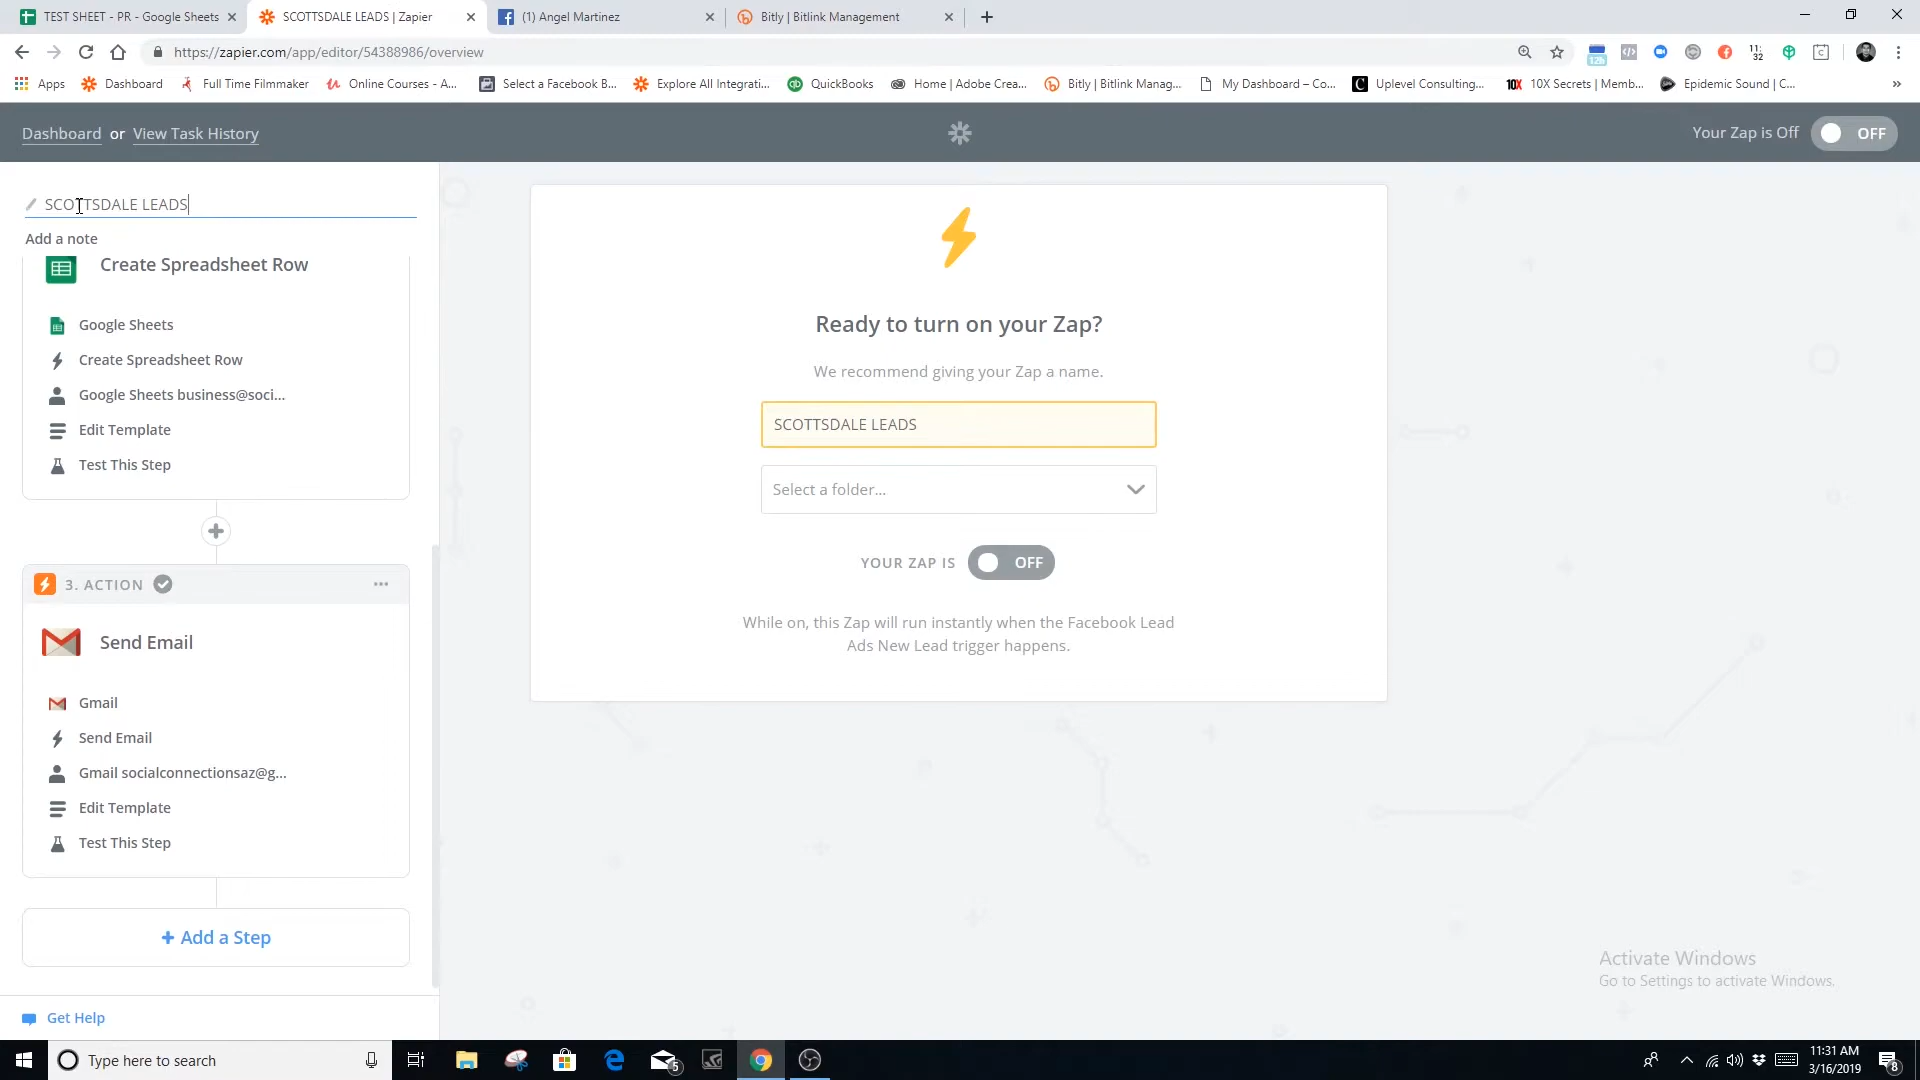 TEST SHEET - PR - Google Sheets
SCOTTSDALE LEADS | Zapier
(1) Angel Martinez
Bitly | Bitlink Management
https://zapier.com/app/editor/54388986/overview
12h
11:
32
Apps
Dashboard
Full Time Filmmaker
Online Courses - A...
Select a Facebook B...
Explore All Integrati...
QuickBooks
Home | Adobe Crea...
Bitly | Bitlink Manag...
My Dashboard – Co...
Uplevel Consulting...
10X Secrets | Memb...
Epidemic Sound | C...
Dashboard or View Task History
Your Zap is Off
OFF
SCOTTSDALE LEADS
Add a note
Create Spreadsheet Row
Google Sheets
Create Spreadsheet Row
Google Sheets business@soci...
Edit Template
Test This Step
3. ACTION
Send Email
Gmail
Send Email
Gmail socialconnectionsaz@g...
Edit Template
Test This Step
+ Add a Step
Get Help
Ready to turn on your Zap?
We recommend giving your Zap a name.
SCOTTSDALE LEADS
Select a folder...
YOUR ZAP IS
OFF
While on, this Zap will run instantly when the Facebook Lead
Ads New Lead trigger happens.
Activate Windows
Go to Settings to activate Windows.
Type here to search
5
11:31 AM
3/16/2019
8